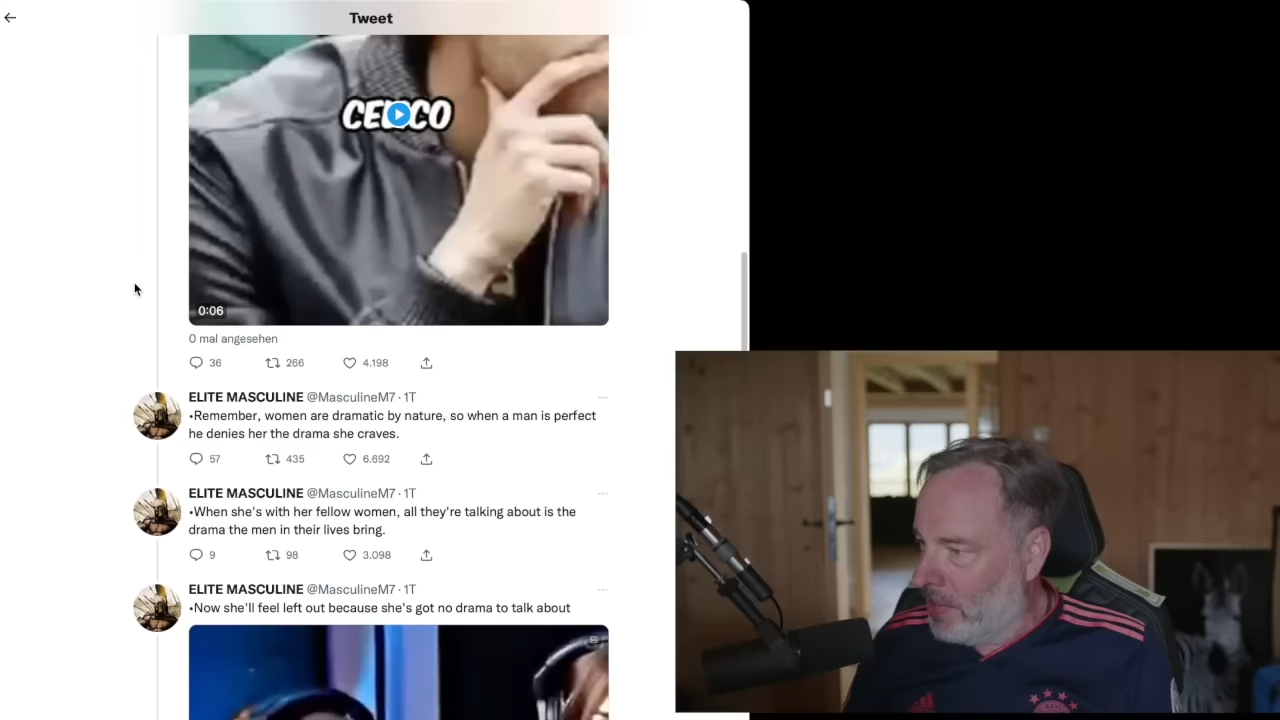 Tweet
CEDCO
0:06
0 mal angesehen
36 266 4.198
ELITE MASCULINE @MasculineM7 · 1T
•Remember, women are dramatic by nature, so when a man is perfect
he denies her the drama she craves.
57 435 6.692
ELITE MASCULINE @MasculineM7 · 1T
•When she's with her fellow women, all they're talking about is the
drama the men in their lives bring.
9 98 3.098
ELITE MASCULINE @MasculineM7 · 1T
•Now she'll feel left out because she's got no drama to talk about